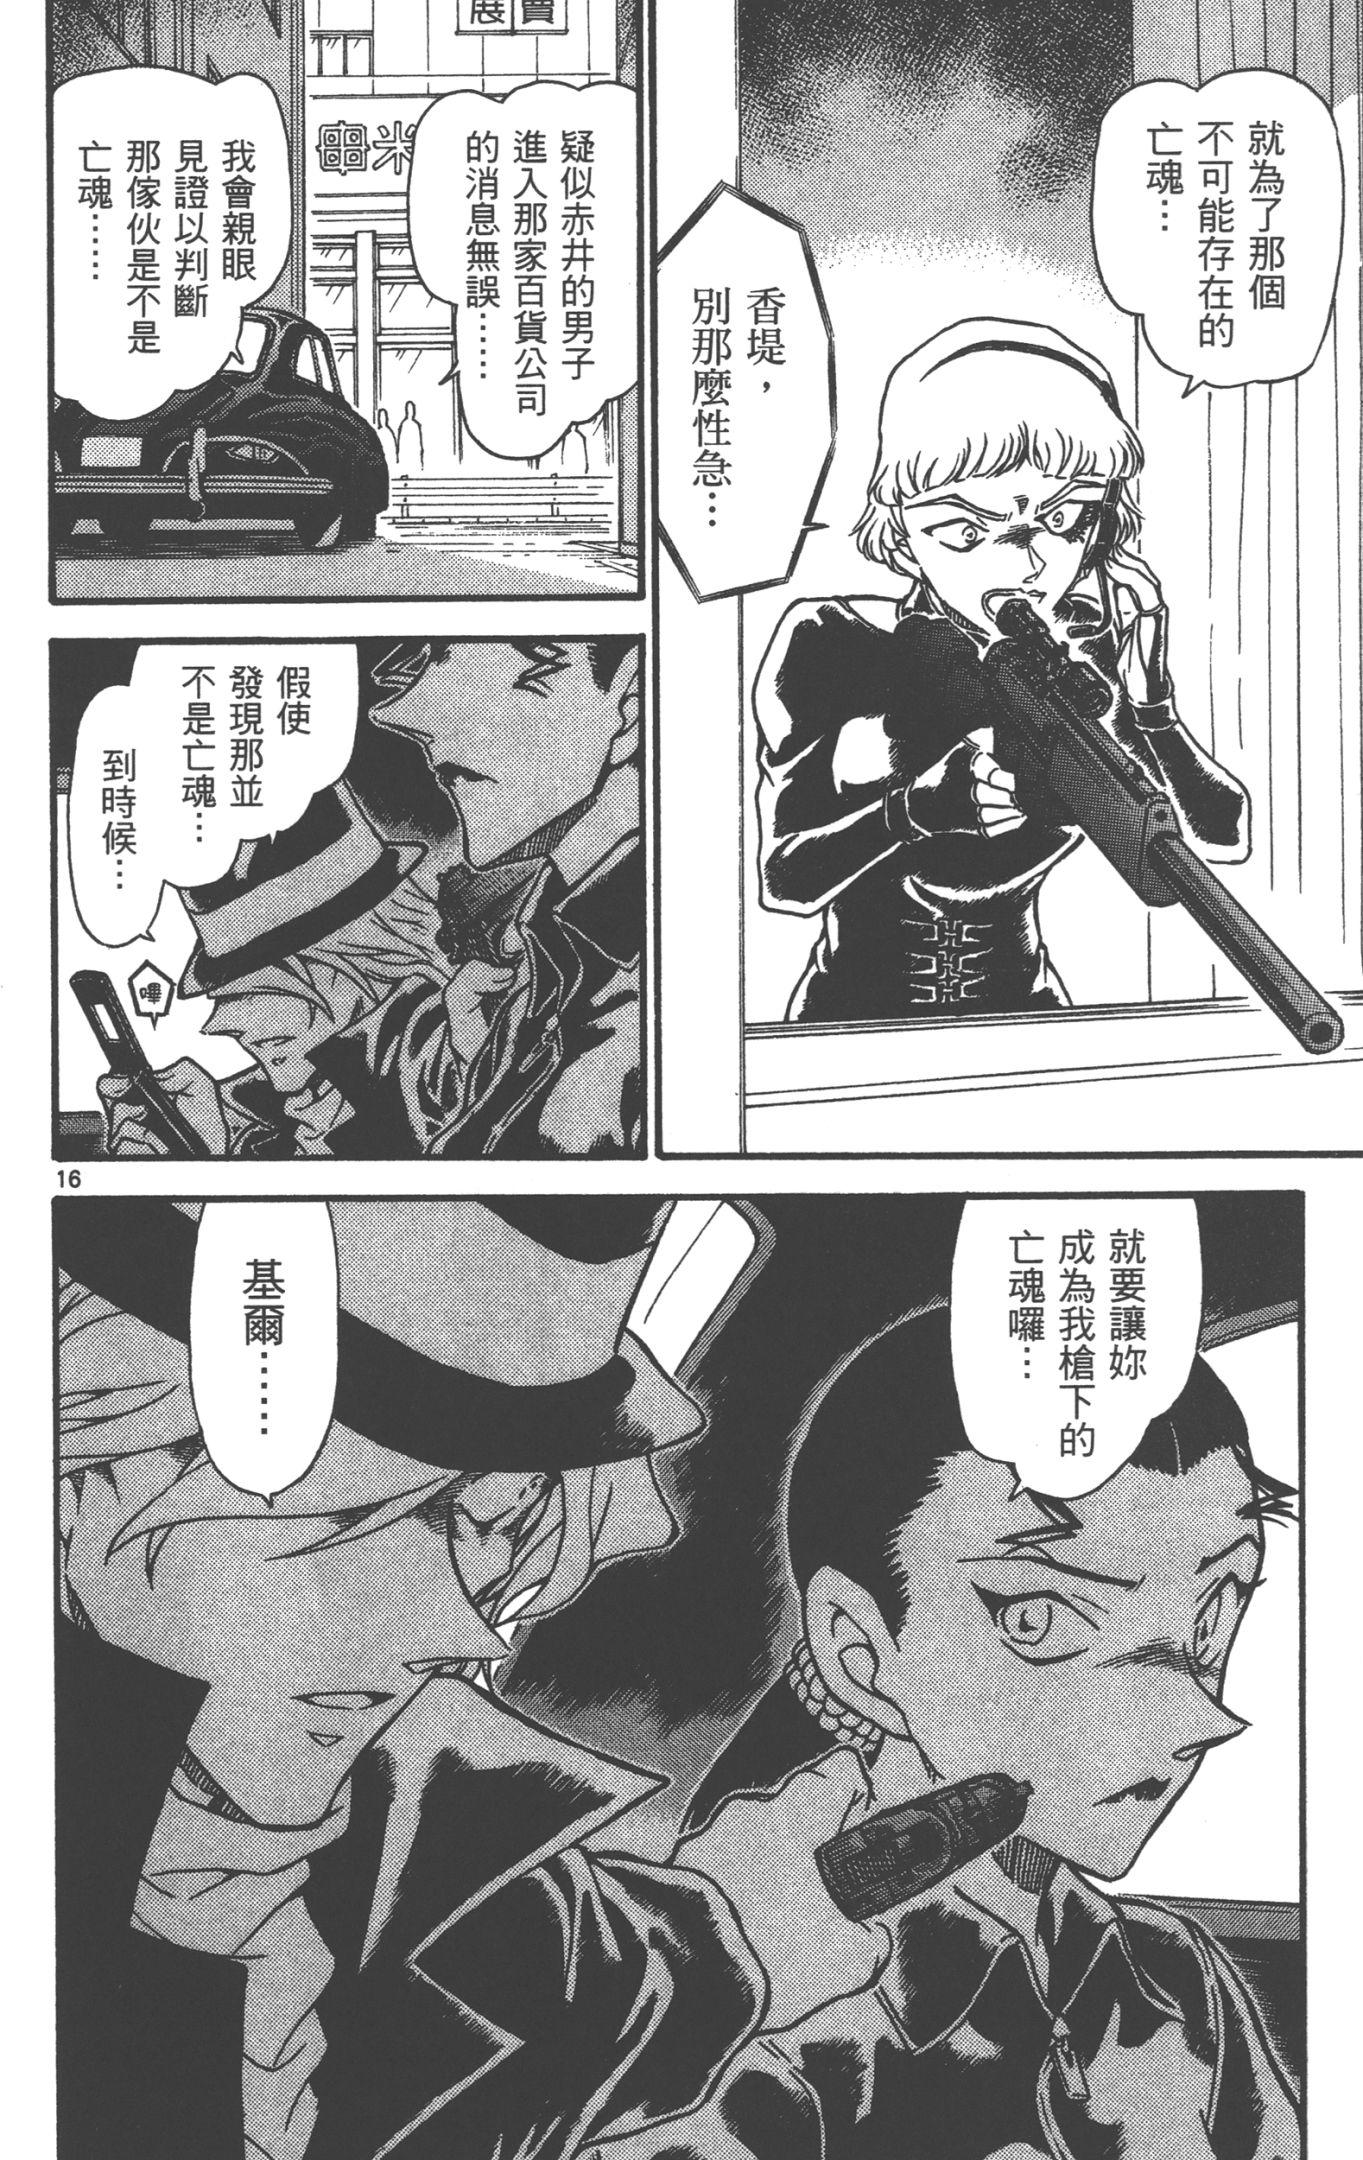 就為了那個
不可能存在的
亡魂…
香堤，
別那麼性急…
展賣
米花
疑似赤井的男子
進入那家百貨公司
的消息無誤……
我會親眼
見證以判斷
那傢伙是不是
亡魂……
假使
發現那並
不是亡魂…
到時候…
嗶
16
就要讓妳
成為我槍下的
亡魂囉…
基爾……